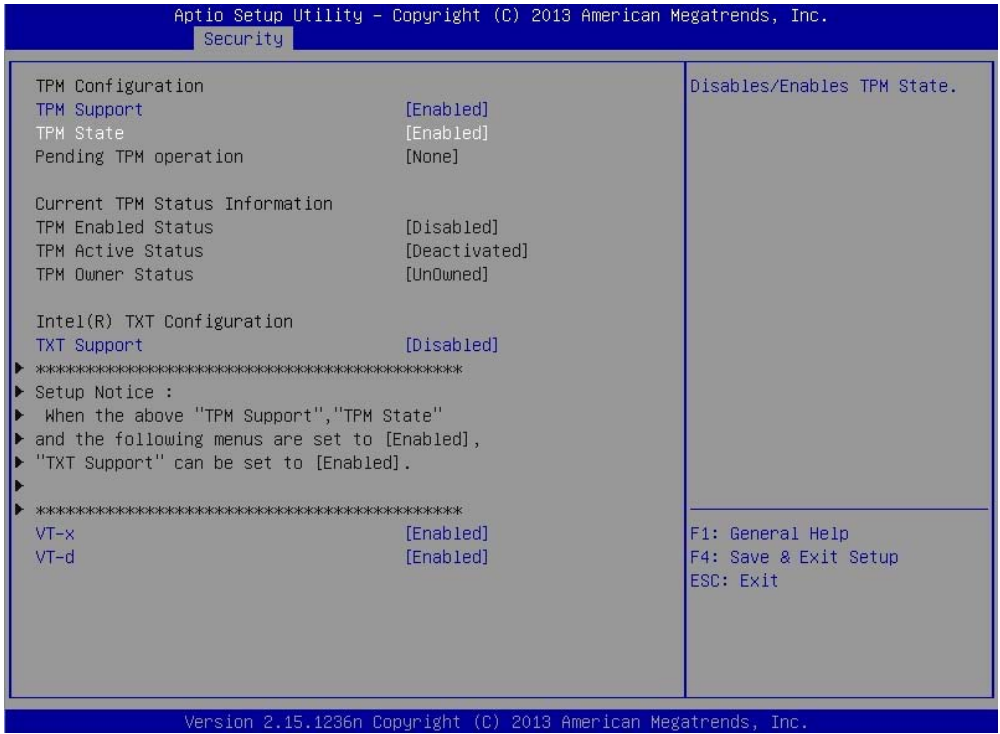 Aptio Setup Utility – Copyright (C) 2013 American Megatrends, Inc.
Security
TPM Configuration
TPM Support [Enabled]
TPM State [Enabled]
Pending TPM operation [None]
Current TPM Status Information
TPM Enabled Status [Disabled]
TPM Active Status [Deactivated]
TPM Owner Status [UnOwned]
Intel(R) TXT Configuration
TXT Support [Disabled]
**********************************************
Setup Notice :
When the above "TPM Support","TPM State"
and the following menus are set to [Enabled],
"TXT Support" can be set to [Enabled].
**********************************************
VT-x [Enabled]
VT-d [Enabled]
Disables/Enables TPM State.
F1: General Help
F4: Save & Exit Setup
ESC: Exit
Version 2.15.1236n Copyright (C) 2013 American Megatrends, Inc.